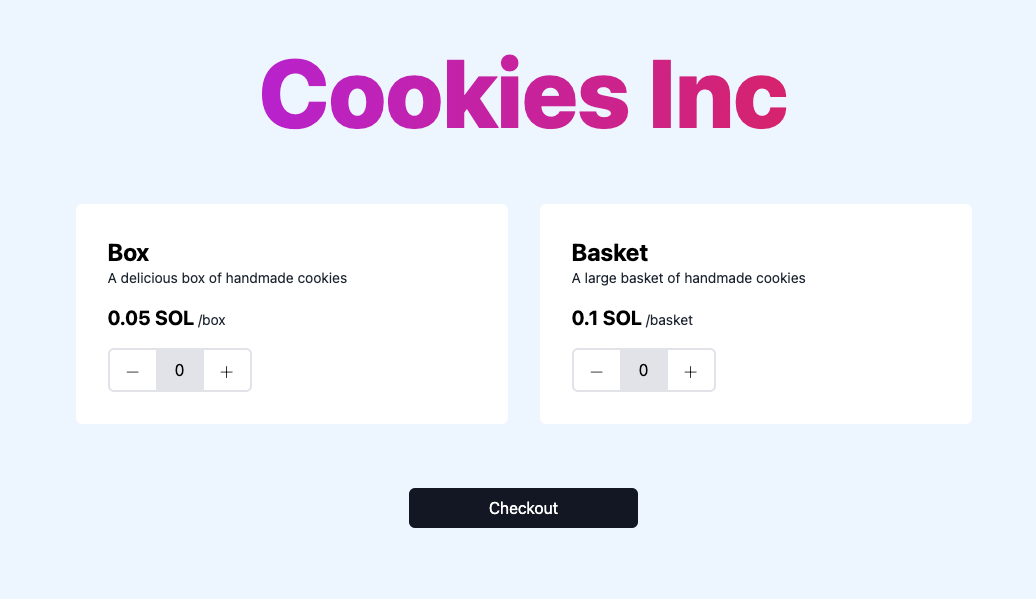 Cookies Inc
Box
A delicious box of handmade cookies
0.05 SOL /box
− 0 +
Basket
A large basket of handmade cookies
0.1 SOL /basket
− 0 +
Checkout